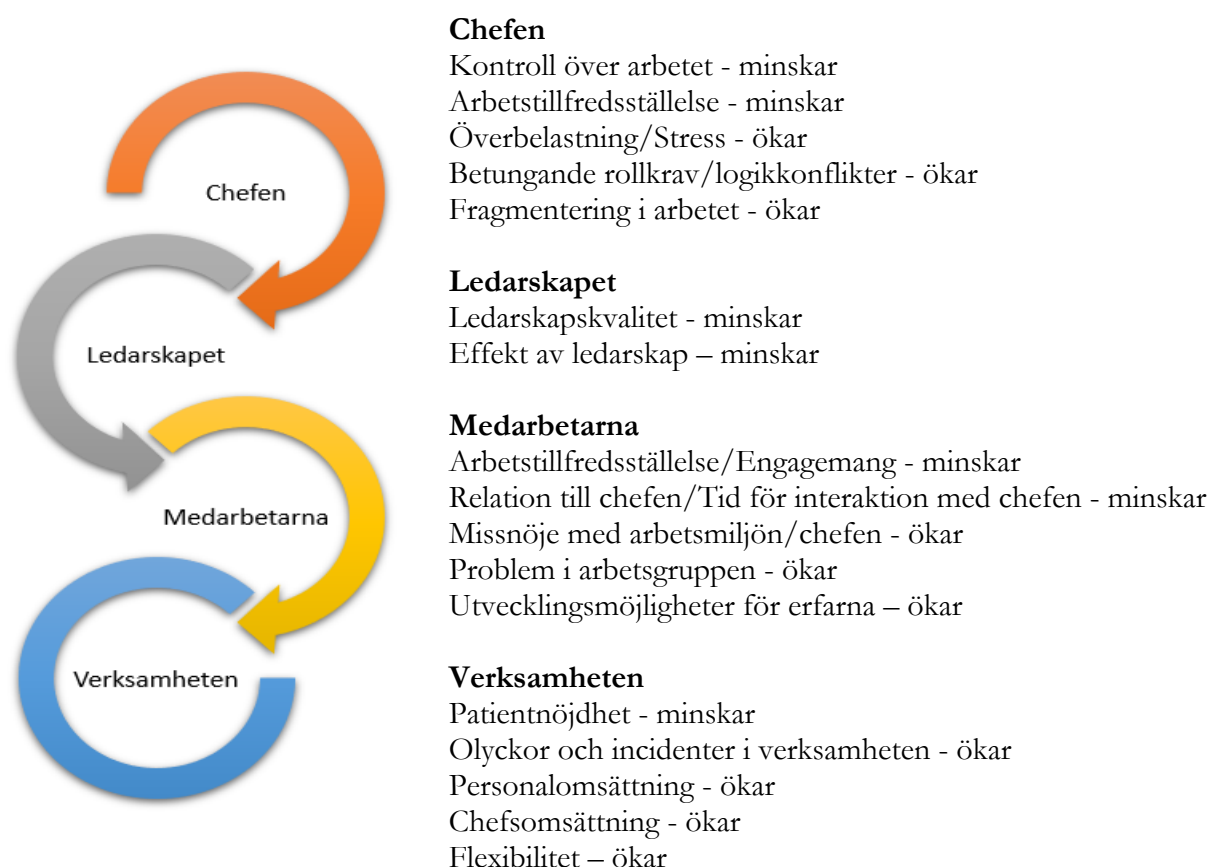 Chefen
Kontroll över arbetet - minskar
Arbetstillfredsställelse - minskar
Överbelastning/Stress - ökar
Betungande rollkrav/logikkonflikter - ökar
Fragmentering i arbetet - ökar
Ledarskapet
Ledarskapskvalitet - minskar
Effekt av ledarskap – minskar
Medarbetarna
Arbetstillfredsställelse/Engagemang - minskar
Relation till chefen/Tid för interaktion med chefen - minskar
Missnöje med arbetsmiljön/chefen - ökar
Problem i arbetsgruppen - ökar
Utvecklingsmöjligheter för erfarna – ökar
Verksamheten
Patientnöjdhet - minskar
Olyckor och incidenter i verksamheten - ökar
Personalomsättning - ökar
Chefsomsättning - ökar
Flexibilitet – ökar
Chefen
Ledarskapet
Medarbetarna
Verksamheten